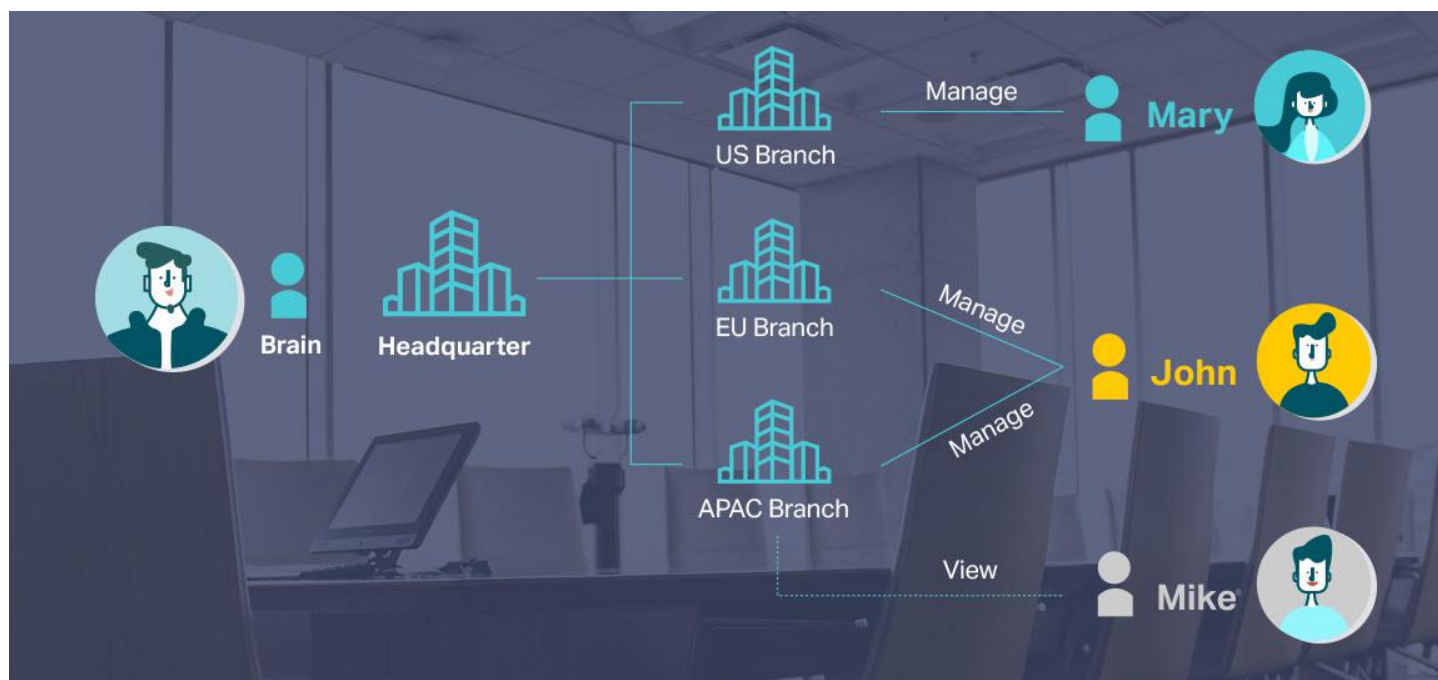 Manage
Mary
US Branch
Brain
Headquarter
EU Branch
Manage
John
Manage
APAC Branch
View
Mike